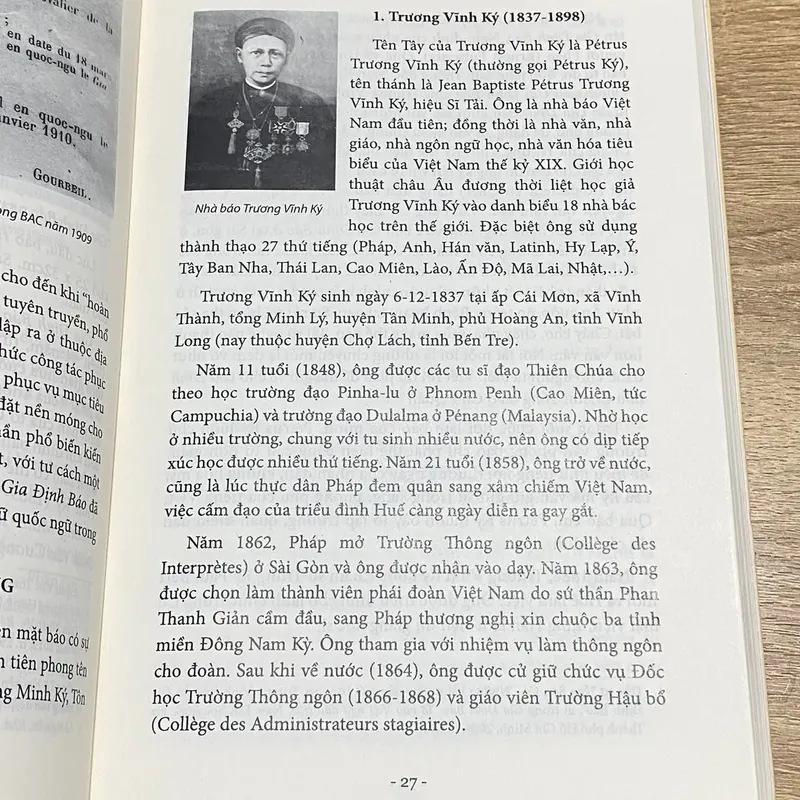 valier de la
en date du 18 mar
en quoc-ngu le Gia
l en quoc-ngu le
anvier 1910.
GOURBEIL.
ong BAC năm 1909
cho đến khi “hoàn
tuyên truyền, phổ
lập ra ở thuộc địa
hức công tác phục
phục vụ mục tiêu
đặt nền móng cho
hần phổ biến kiến
t, với tư cách một
Gia Định Báo đã
ữ quốc ngữ trong
NG
ên mặt báo có sự
n tiên phong tên
ng Minh Ký, Tôn
1. Trương Vĩnh Ký (1837-1898)
Tên Tây của Trương Vĩnh Ký là Pétrus
Trương Vĩnh Ký (thường gọi Pétrus Ký),
tên thánh là Jean Baptiste Pétrus Trương
Vĩnh Ký, hiệu Sĩ Tải. Ông là nhà báo Việt
Nam đầu tiên; đồng thời là nhà văn, nhà
giáo, nhà ngôn ngữ học, nhà văn hóa tiêu
biểu của Việt Nam thế kỷ XIX. Giới học
thuật châu Âu đương thời liệt học giả
Trương Vĩnh Ký vào danh biểu 18 nhà bác
học trên thế giới. Đặc biệt ông sử dụng
Nhà báo Trương Vĩnh Ký
thành thạo 27 thứ tiếng (Pháp, Anh, Hán văn, Latinh, Hy Lạp, Ý,
Tây Ban Nha, Thái Lan, Cao Miên, Lào, Ấn Độ, Mã Lai, Nhật,…).
Trương Vĩnh Ký sinh ngày 6-12-1837 tại ấp Cái Mơn, xã Vĩnh
Thành, tổng Minh Lý, huyện Tân Minh, phủ Hoàng An, tỉnh Vĩnh
Long (nay thuộc huyện Chợ Lách, tỉnh Bến Tre).
Năm 11 tuổi (1848), ông được các tu sĩ đạo Thiên Chúa cho
theo học trường đạo Pinha-lu ở Phnom Penh (Cao Miên, tức
Campuchia) và trường đạo Dulalma ở Pénang (Malaysia). Nhờ học
ở nhiều trường, chung với tu sinh nhiều nước, nên ông có dịp tiếp
xúc học được nhiều thứ tiếng. Năm 21 tuổi (1858), ông trở về nước,
cũng là lúc thực dân Pháp đem quân sang xâm chiếm Việt Nam,
việc cấm đạo của triều đình Huế càng ngày diễn ra gay gắt.
Năm 1862, Pháp mở Trường Thông ngôn (Collège des
Interprètes) ở Sài Gòn và ông được nhận vào dạy. Năm 1863, ông
được chọn làm thành viên phái đoàn Việt Nam do sứ thần Phan
Thanh Giản cầm đầu, sang Pháp thương nghị xin chuộc ba tỉnh
miền Đông Nam Kỳ. Ông tham gia với nhiệm vụ làm thông ngôn
cho đoàn. Sau khi về nước (1864), ông được cử giữ chức vụ Đốc
học Trường Thông ngôn (1866-1868) và giáo viên Trường Hậu bổ
(Collège des Administrateurs stagiaires).
- 27 -